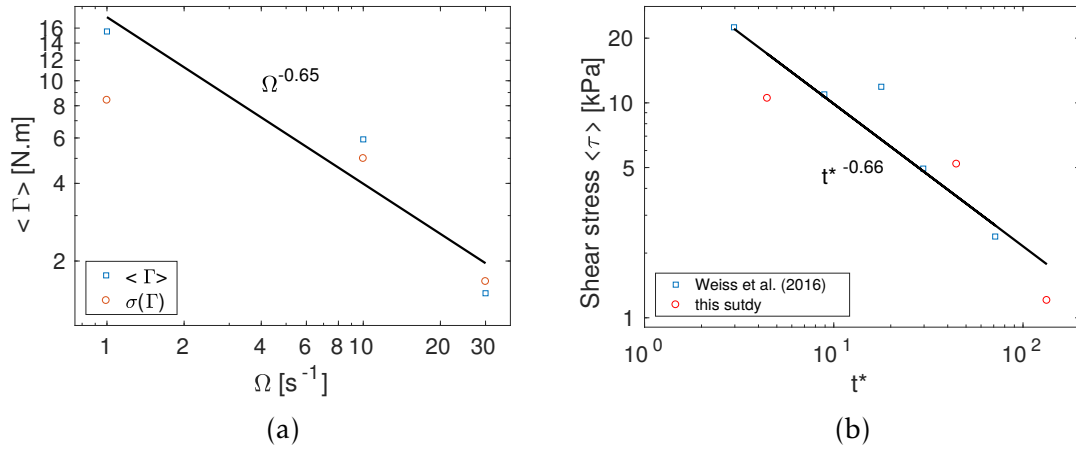 16
14
12
10
8
6
4
2
< Γ> [N.m]
Ω^-0.65
< Γ>
σ(Γ)
1 2 4 6 8 10 20 30
Ω [s^-1]
(a)
20
10
5
1
Shear stress <τ> [kPa]
t*^-0.66
Weiss et al. (2016)
this sutdy
10^0 10^1 10^2
t*
(b)